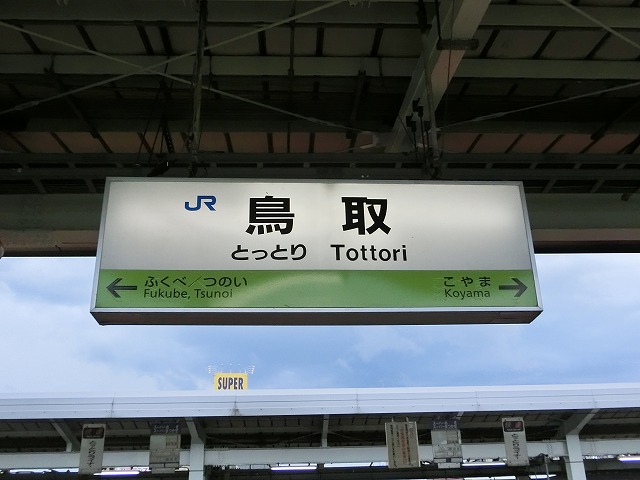 JR 鳥取
とっとり Tottori
← ふくべ／つのい こやま →
Fukube, Tsunoi Koyama
SUPER